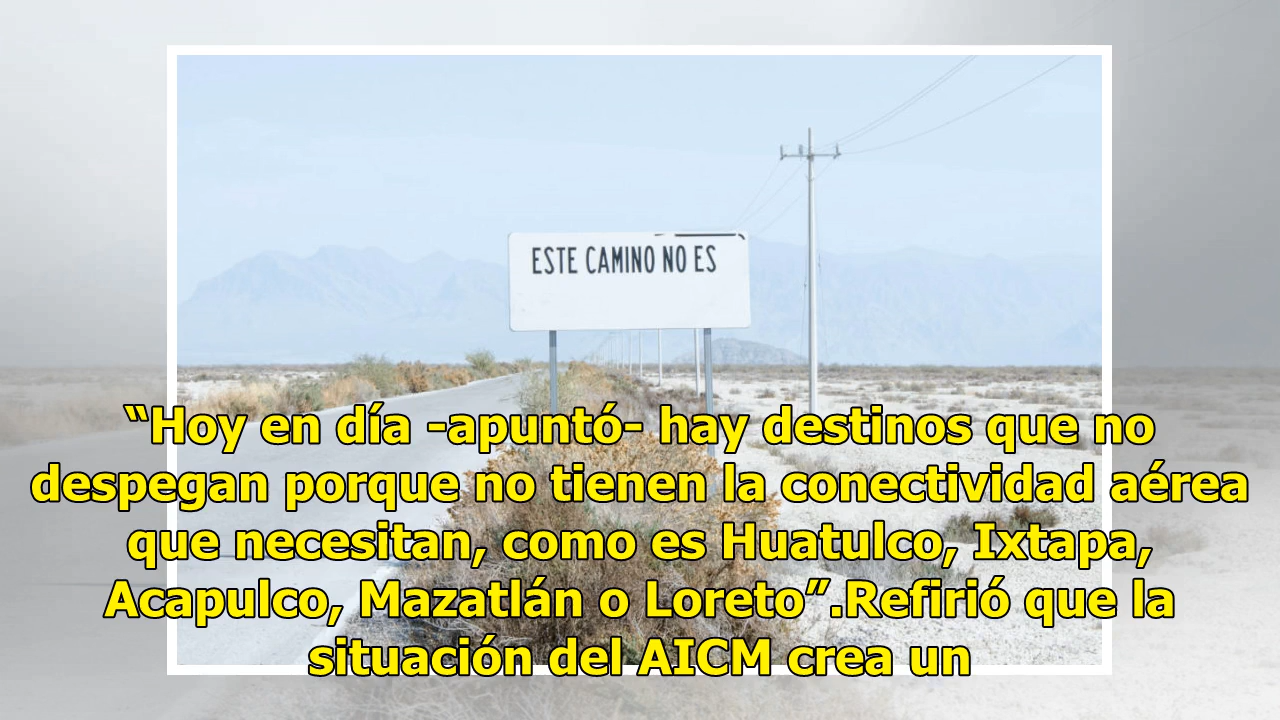 ESTE CAMINO NO ES
“Hoy en día -apuntó- hay destinos que no
despegan porque no tienen la conectividad aérea
que necesitan, como es Huatulco, Ixtapa,
Acapulco, Mazatlán o Loreto”.Refirió que la
situación del AICM crea un